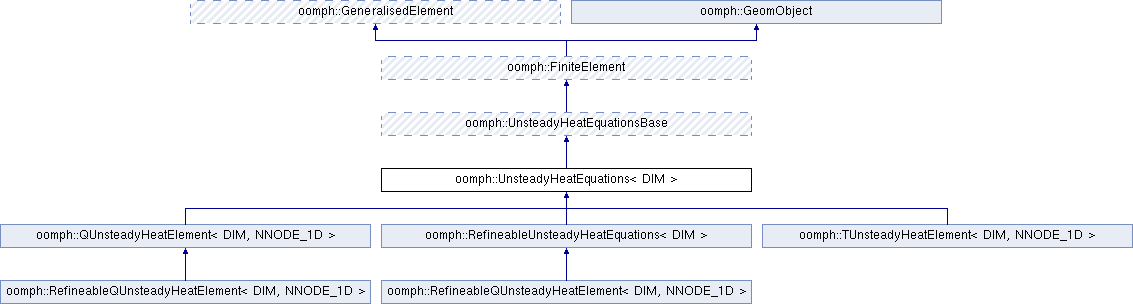 oomph::GeneralisedElement
oomph::GeomObject
oomph::FiniteElement
oomph::UnsteadyHeatEquationsBase
oomph::UnsteadyHeatEquations< DIM >
oomph::QUnsteadyHeatElement< DIM, NNODE_1D >
oomph::RefineableUnsteadyHeatEquations< DIM >
oomph::TUnsteadyHeatElement< DIM, NNODE_1D >
oomph::RefineableQUnsteadyHeatElement< DIM, NNODE_1D >
oomph::RefineableQUnsteadyHeatElement< DIM, NNODE_1D >